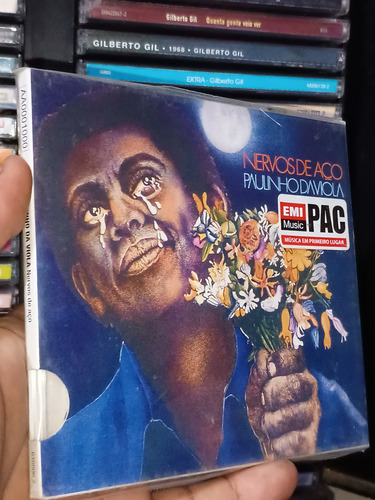 Gilberto Gil
Quanta gente veio ver
GILBERTO GIL • 1968 • GILBERTO GIL
EXTRA - Gilberto Gil
NERVOS DE AÇO
PAULINHO DA VIOLA
EMI
Music
PAC
MÚSICA EM PRIMEIRO LUGAR
DA VIOLA Nervos de aço